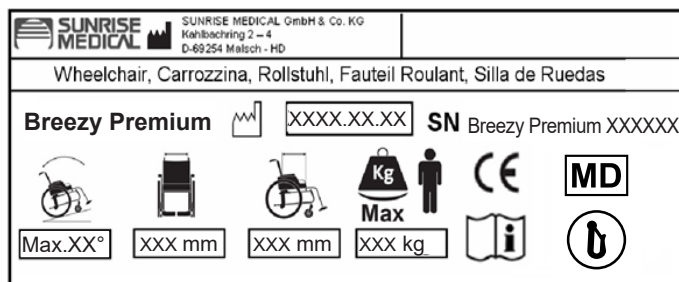 SUNRISE MEDICAL
SUNRISE MEDICAL GmbH & Co. KG
Kahlbachring 2 – 4
D-69254 Malsch - HD
Wheelchair, Carrozzina, Rollstuhl, Fauteil Roulant, Silla de Ruedas
Breezy Premium XXXX.XX.XX SN Breezy Premium XXXXXX
Kg
Max
CE
MD
i
Max.XX° XXX mm XXX mm XXX kg